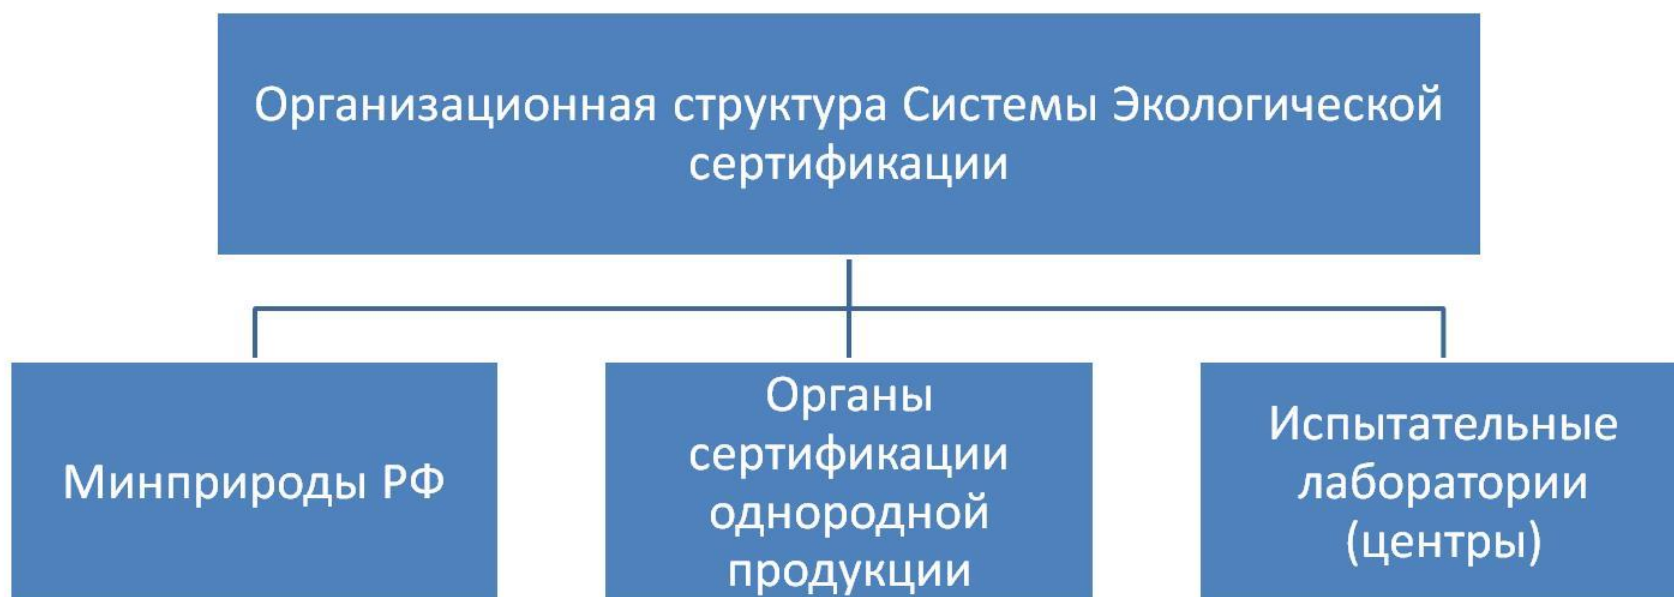 Организационная структура Системы Экологической
сертификации
Минприроды РФ
Органы
сертификации
однородной
продукции
Испытательные
лаборатории
(центры)